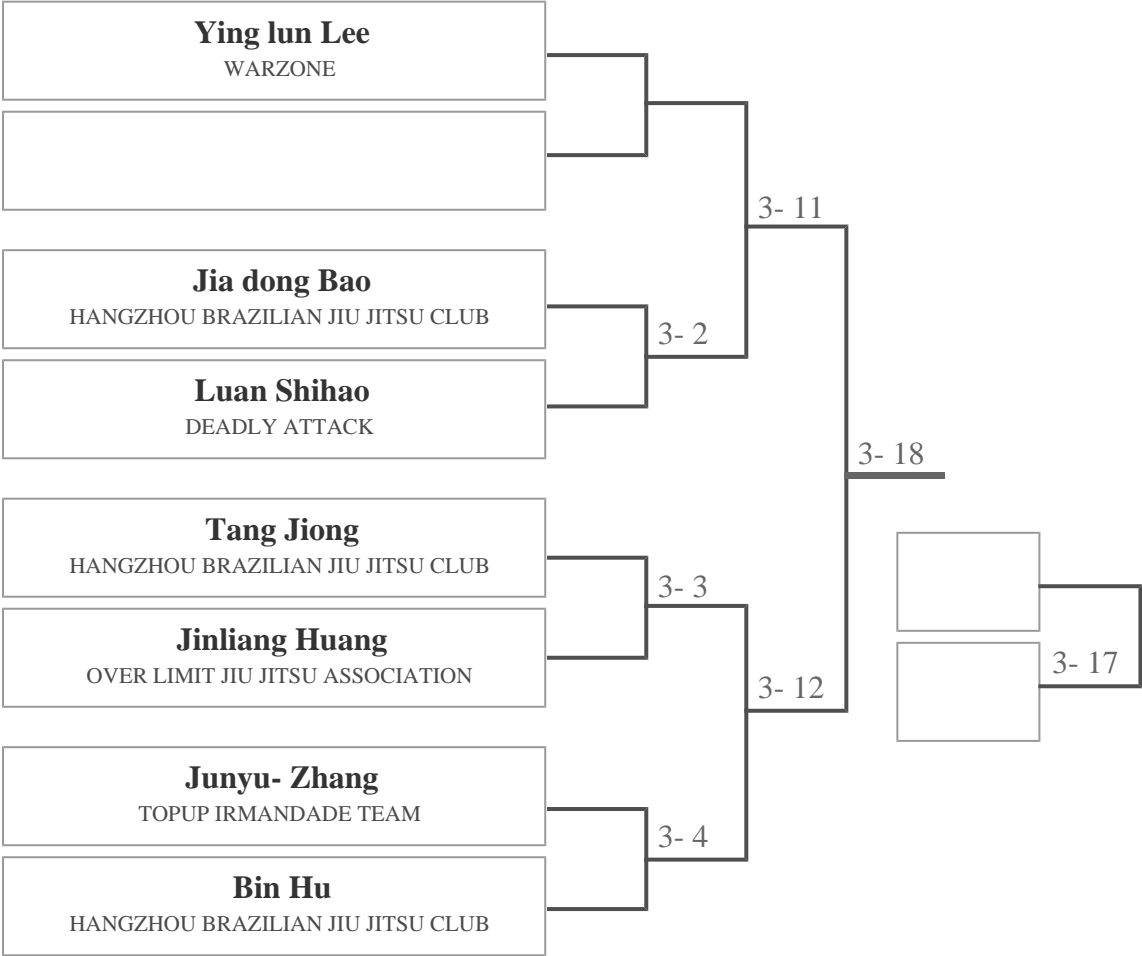 Ying lun Lee
WARZONE
3- 11
Jia dong Bao
HANGZHOU BRAZILIAN JIU JITSU CLUB
3- 2
Luan Shihao
DEADLY ATTACK
3- 18
Tang Jiong
HANGZHOU BRAZILIAN JIU JITSU CLUB
3- 3
Jinliang Huang
OVER LIMIT JIU JITSU ASSOCIATION
3- 17
3- 12
Junyu- Zhang
TOPUP IRMANDADE TEAM
3- 4
Bin Hu
HANGZHOU BRAZILIAN JIU JITSU CLUB